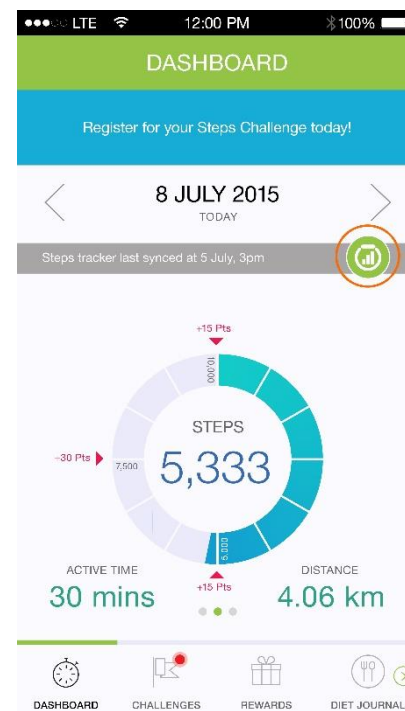 LTE 12:00 PM 100%
DASHBOARD
Register for your Steps Challenge today!
8 JULY 2015
TODAY
Steps tracker last synced at 5 July, 3pm
+15 Pts
10,000
STEPS
5,333
-30 Pts
7,500
5,000
+15 Pts
ACTIVE TIME
30 mins
DISTANCE
4.06 km
DASHBOARD CHALLENGES REWARDS DIET JOURNAL